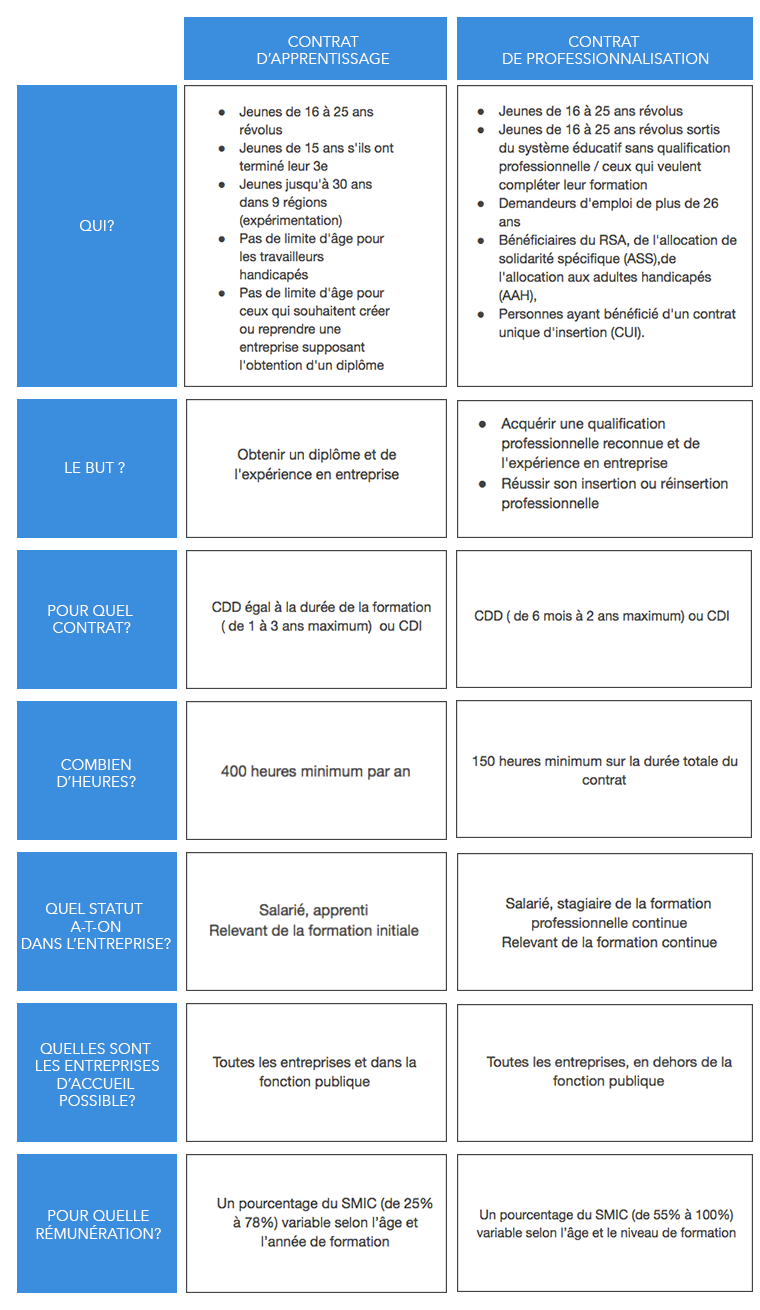 CONTRAT
D'APPRENTISSAGE
CONTRAT
DE PROFESSIONNALISATION
QUI?
● Jeunes de 16 à 25 ans
révolus
● Jeunes de 15 ans s'ils ont
terminé leur 3e
● Jeunes jusqu'à 30 ans
dans 9 régions
(expérimentation)
● Pas de limite d'âge pour
les travailleurs
handicapés
● Pas de limite d'âge pour
ceux qui souhaitent créer
ou reprendre une
entreprise supposant
l'obtention d'un diplôme
● Jeunes de 16 à 25 ans révolus
● Jeunes de 16 à 25 ans révolus sortis
du système éducatif sans qualification
professionnelle / ceux qui veulent
compléter leur formation
● Demandeurs d'emploi de plus de 26
ans
● Bénéficiaires du RSA, de l'allocation de
solidarité spécifique (ASS),de
l'allocation aux adultes handicapés
(AAH),
● Personnes ayant bénéficié d'un contrat
unique d'insertion (CUI).
LE BUT ?
Obtenir un diplôme et de
l'expérience en entreprise
● Acquérir une qualification
professionnelle reconnue et de
l'expérience en entreprise
● Réussir son insertion ou réinsertion
professionnelle
POUR QUEL
CONTRAT?
CDD égal à la durée de la formation
( de 1 à 3 ans maximum) ou CDI
CDD ( de 6 mois à 2 ans maximum) ou CDI
COMBIEN
D'HEURES?
400 heures minimum par an
150 heures minimum sur la durée totale du
contrat
QUEL STATUT
A-T-ON
DANS L'ENTREPRISE?
Salarié, apprenti
Relevant de la formation initiale
Salarié, stagiaire de la formation
professionnelle continue
Relevant de la formation continue
QUELLES SONT
LES ENTREPRISES
D'ACCUEIL
POSSIBLE?
Toutes les entreprises et dans la
fonction publique
Toutes les entreprises, en dehors de la
fonction publique
POUR QUELLE
RÉMUNÉRATION?
Un pourcentage du SMIC (de 25%
à 78%) variable selon l'âge et
l'année de formation
Un pourcentage du SMIC (de 55% à 100%)
variable selon l'âge et le niveau de formation